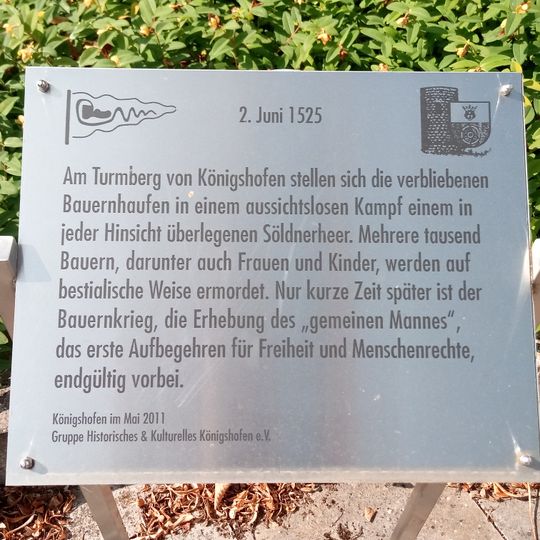 2. Juni 1525
Am Turmberg von Königshofen stellen sich die verbliebenen
Bauernhaufen in einem aussichtslosen Kampf einem in
jeder Hinsicht überlegenen Söldnerheer. Mehrere tausend
Bauern, darunter auch Frauen und Kinder, werden auf
bestialische Weise ermordet. Nur kurze Zeit später ist der
Bauernkrieg, die Erhebung des „gemeinen Mannes“,
das erste Aufbegehren für Freiheit und Menschenrechte,
endgültig vorbei.
Königshofen im Mai 2011
Gruppe Historisches & Kulturelles Königshofen e.V.